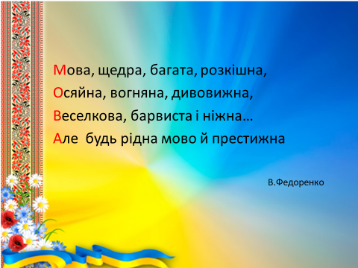 Мова, щедра, багата, розкішна,
Осяйна, вогняна, дивовижна,
Веселкова, барвиста і ніжна...
Але будь рідна мово й престижна
В.Федоренко